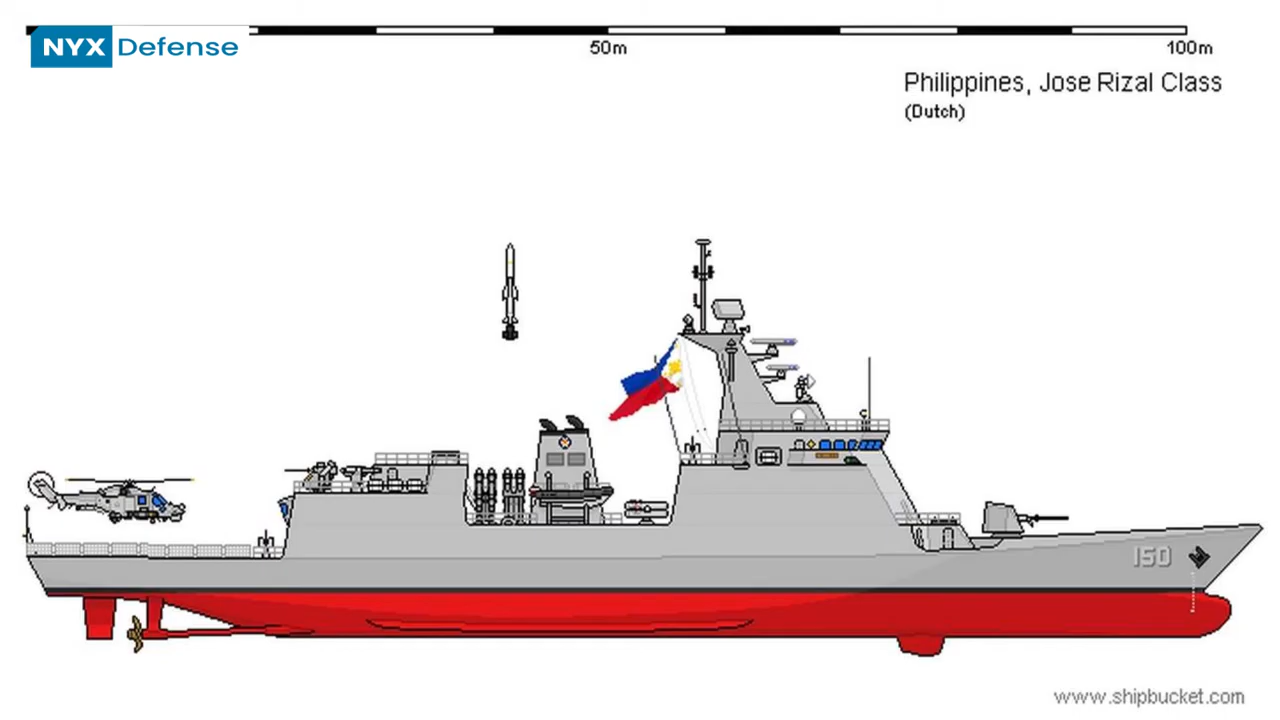 NYX Defense
50m
100m
Philippines, Jose Rizal Class
(Dutch)
150
www.shipbucket.com